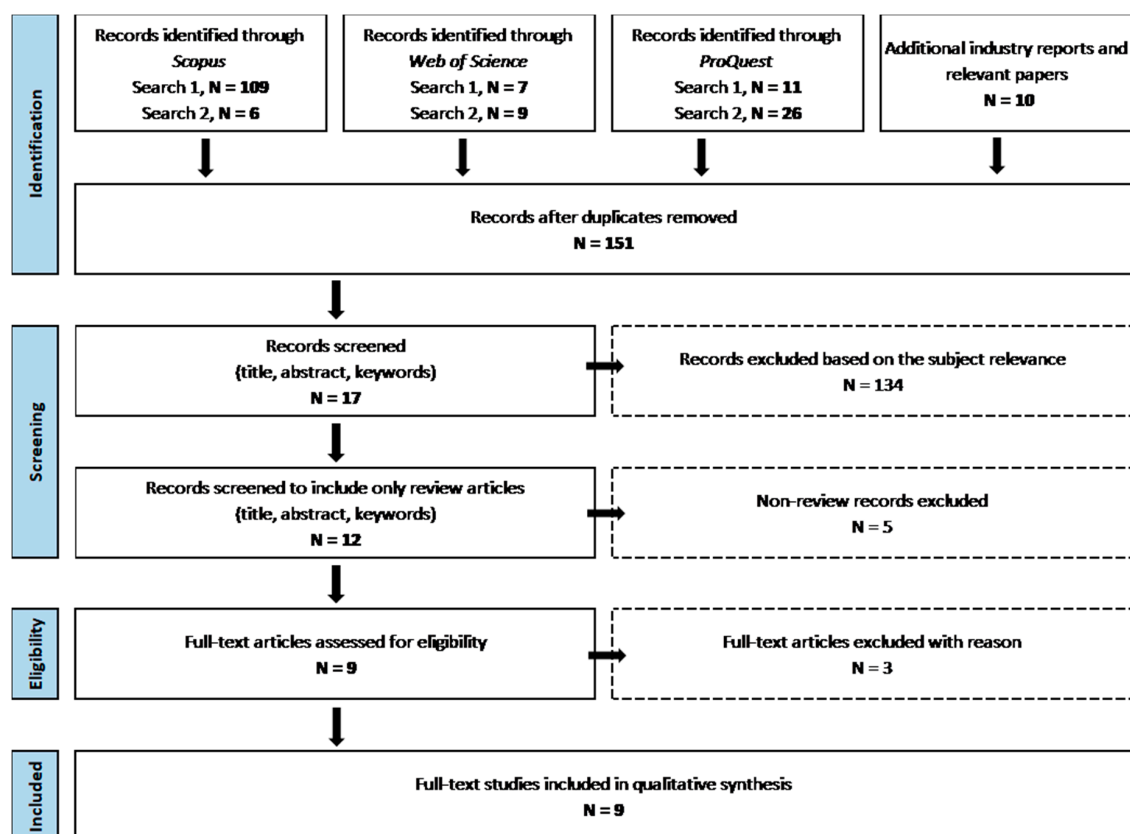 Identification
Records identified through
Scopus
Search 1, N = 109
Search 2, N = 6
Records identified through
Web of Science
Search 1, N = 7
Search 2, N = 9
Records identified through
ProQuest
Search 1, N = 11
Search 2, N = 26
Additional industry reports and
relevant papers
N = 10
Records after duplicates removed
N = 151
Screening
Records screened
(title, abstract, keywords)
N = 17
Records excluded based on the subject relevance
N = 134
Records screened to include only review articles
(title, abstract, keywords)
N = 12
Non-review records excluded
N = 5
Eligibility
Full-text articles assessed for eligibility
N = 9
Full-text articles excluded with reason
N = 3
Included
Full-text studies included in qualitative synthesis
N = 9